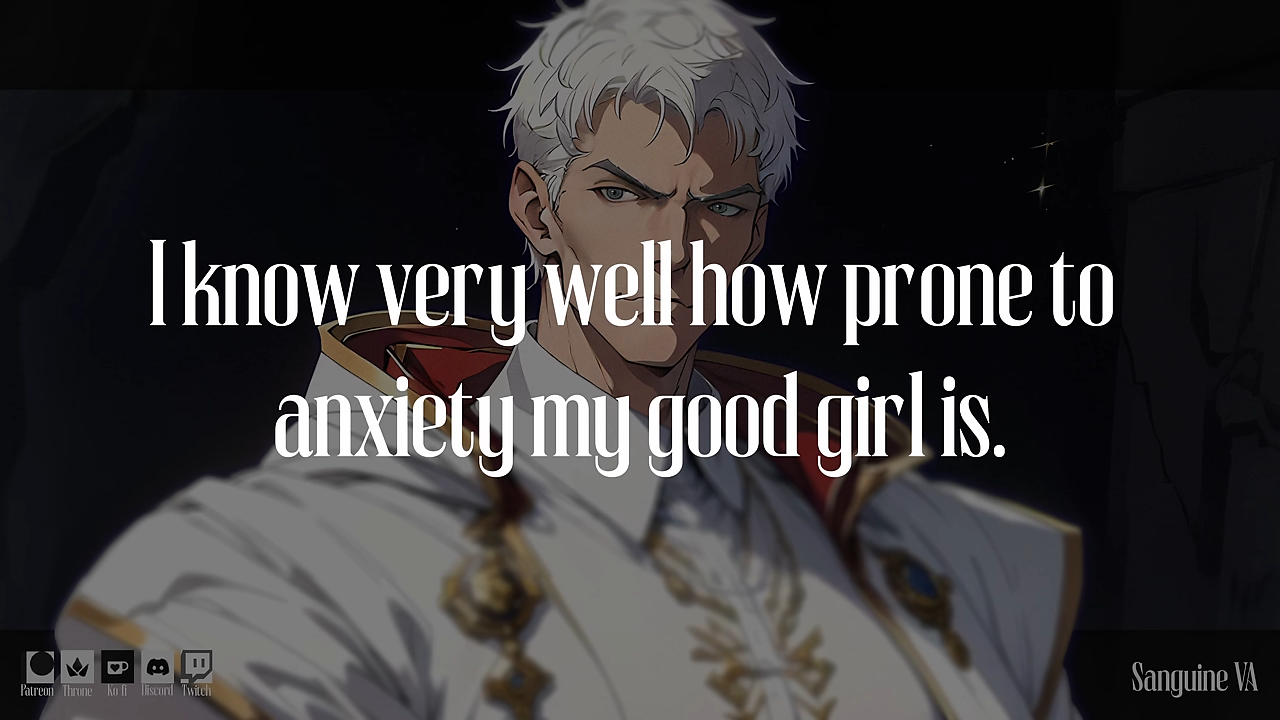 I know very well how prone to
anxiety my good girl is.
Patreon Throne Ko fi Discord Twitch
Sanguine VA